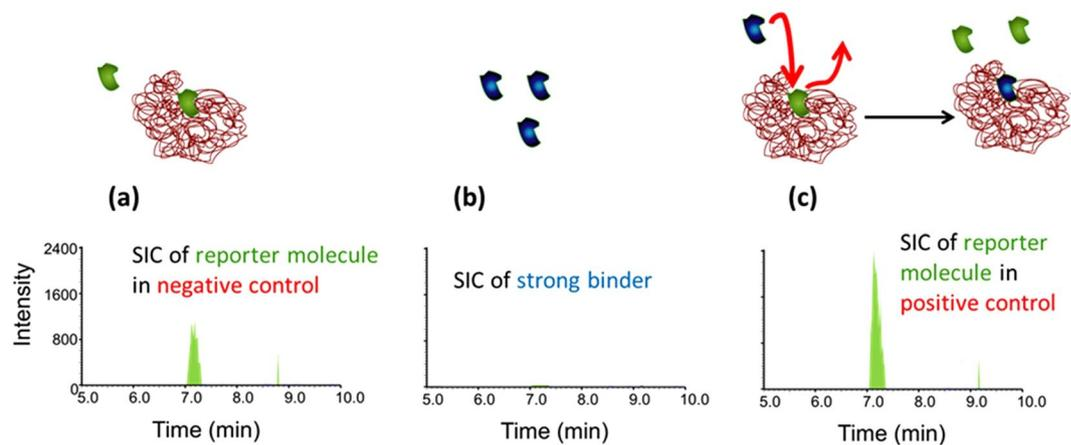 (a)
(b)
(c)
SIC of reporter molecule
in negative control
SIC of strong binder
SIC of reporter
molecule in
positive control
Intensity
2400
1600
800
0
5.0 6.0 7.0 8.0 9.0 10.0
Time (min)
5.0 6.0 7.0 8.0 9.0 10.0
Time (min)
5.0 6.0 7.0 8.0 9.0 10.0
Time (min)